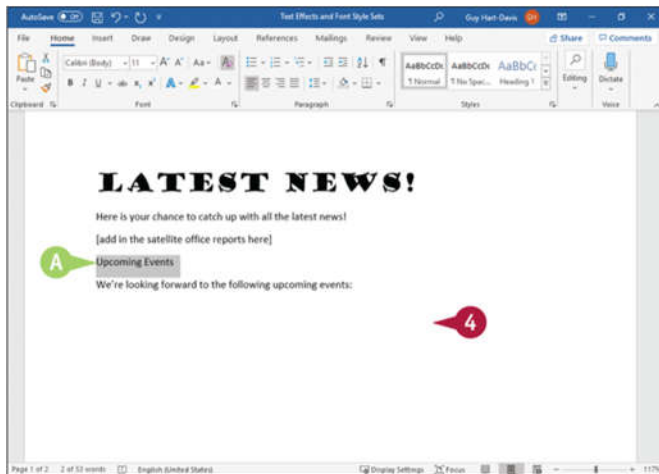 AutoSave Off Text Effects and Font Style Sets Guy Hart-Davis
File Home Insert Draw Design Layout References Mailings Review View Help Share Comments
Calibri (Body) 11 A A Aa A AaBbCcDc AaBbCcDc AaBbCc
Paste B I U ab x x A A ¶ Normal ¶ No Spac... Heading 1 Editing Dictate
Clipboard Font Paragraph Styles Voice
LATEST NEWS!
Here is your chance to catch up with all the latest news!
[add in the satellite office reports here]
A Upcoming Events
We're looking forward to the following upcoming events:
4
Page 1 of 2 2 of 53 words English (United States) Display Settings Focus 117%